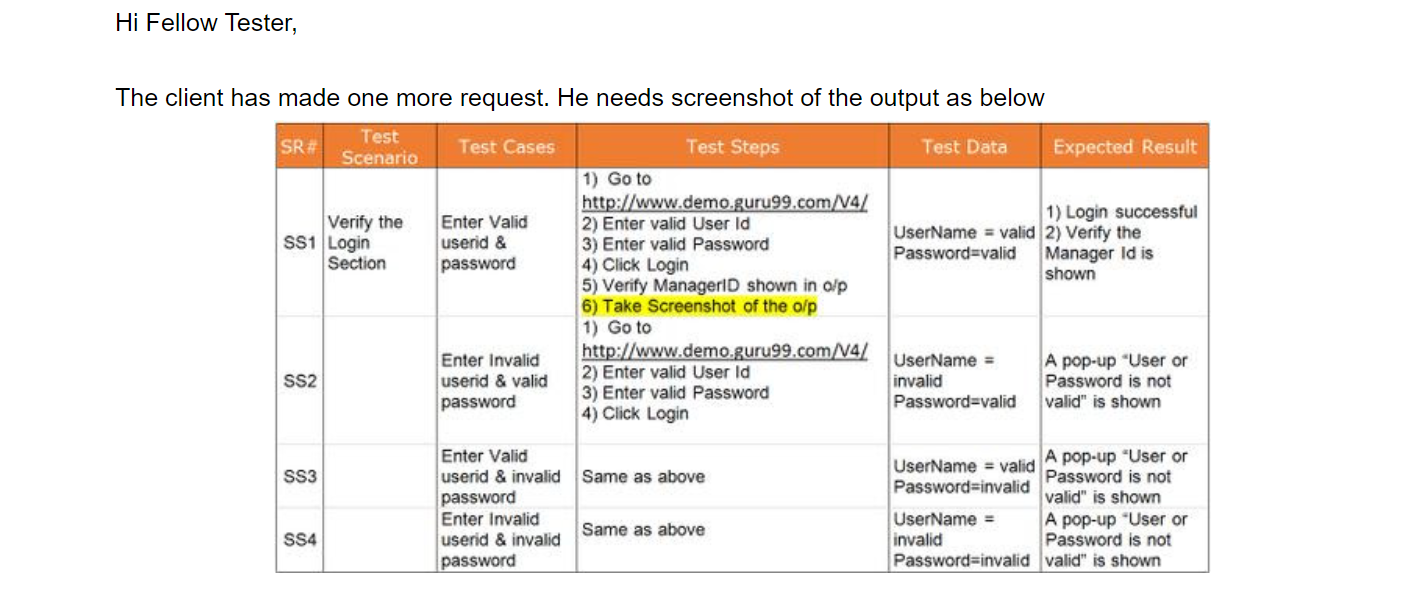 Hi Fellow Tester,
The client has made one more request. He needs screenshot of the output as below
SR#
Test
Scenario
Test Cases
Test Steps
Test Data
Expected Result
SS1
Verify the
Login
Section
Enter Valid
userid &
password
1) Go to
http://www.demo.guru99.com/V4/
2) Enter valid User Id
3) Enter valid Password
4) Click Login
5) Verify ManagerID shown in o/p
6) Take Screenshot of the o/p
UserName = valid
Password=valid
1) Login successful
2) Verify the
Manager Id is
shown
SS2
Enter Invalid
userid & valid
password
1) Go to
http://www.demo.guru99.com/V4/
2) Enter valid User Id
3) Enter valid Password
4) Click Login
UserName =
invalid
Password=valid
A pop-up “User or
Password is not
valid” is shown
SS3
Enter Valid
userid & invalid
password
Same as above
UserName = valid
Password=invalid
A pop-up “User or
Password is not
valid” is shown
SS4
Enter Invalid
userid & invalid
password
Same as above
UserName =
invalid
Password=invalid
A pop-up “User or
Password is not
valid” is shown